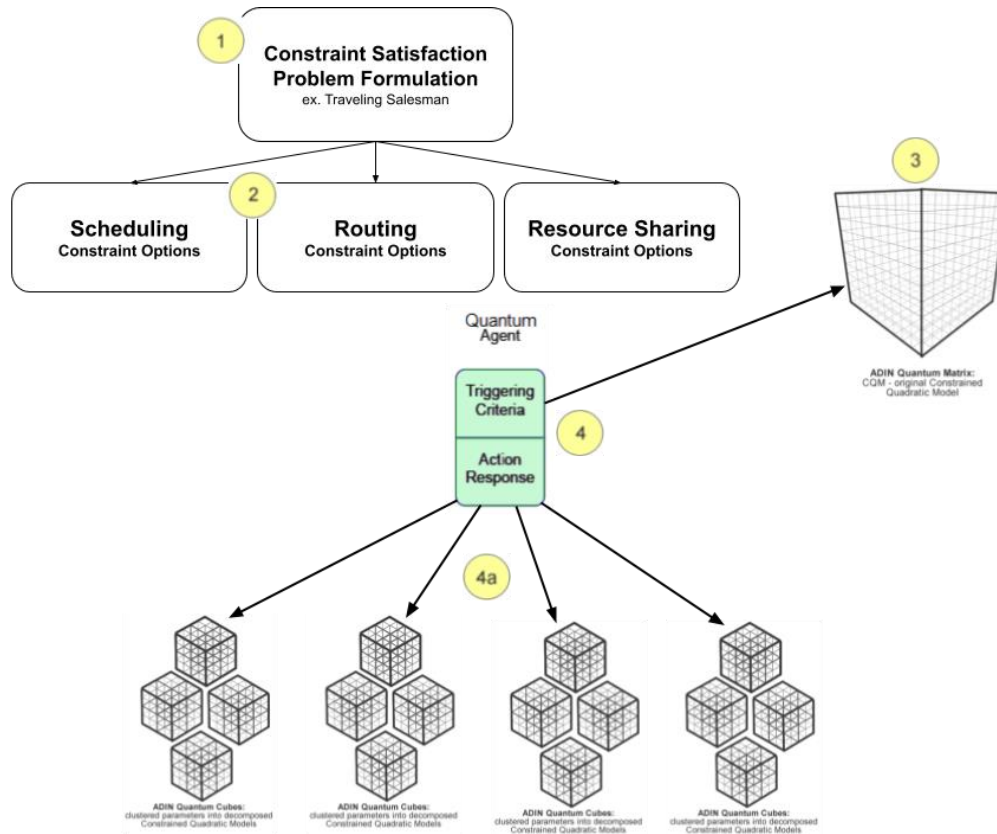 1
Constraint Satisfaction
Problem Formulation
ex. Traveling Salesman
2
Scheduling
Constraint Options
Routing
Constraint Options
Resource Sharing
Constraint Options
3
ADIN Quantum Matrix:
CQM - original Constrained
Quadratic Model
Quantum
Agent
Triggering
Criteria
4
Action
Response
4a
ADIN Quantum Cubes:
clustered parameters into decomposed
Constrained Quadratic Models
ADIN Quantum Cubes:
clustered parameters into decomposed
Constrained Quadratic Models
ADIN Quantum Cubes:
clustered parameters into decomposed
Constrained Quadratic Models
ADIN Quantum Cubes:
clustered parameters into decomposed
Constrained Quadratic Models